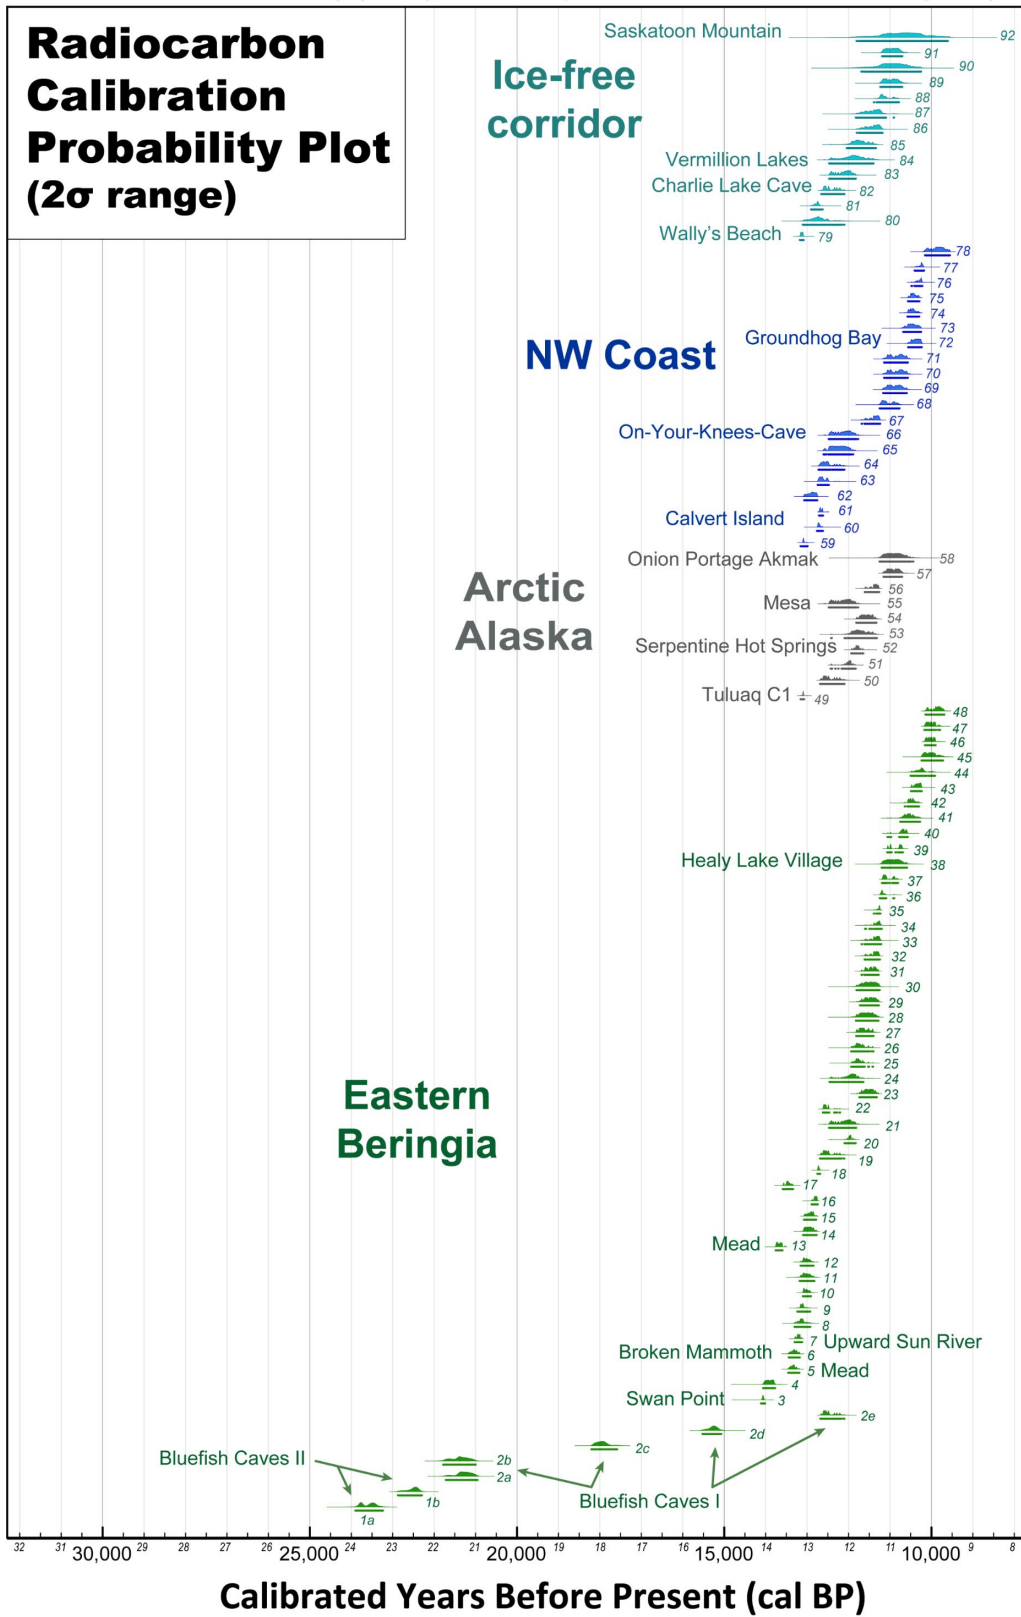 Radiocarbon
Calibration
Probability Plot
(2σ range)
Saskatoon Mountain 92
Ice-free
corridor
91
90
89
88
87
86
85
Vermillion Lakes 84
83
Charlie Lake Cave 82
81
80
Wally's Beach 79
78
77
76
75
74
73
Groundhog Bay 72
NW Coast
71
70
69
68
67
On-Your-Knees-Cave 66
65
64
63
62
61
Calvert Island 60
59
Onion Portage Akmak 58
57
Arctic
Alaska
56
Mesa 55
54
53
Serpentine Hot Springs 52
51
50
Tuluaq C1 49
48
47
46
45
44
43
42
41
40
39
Healy Lake Village 38
37
36
35
34
33
32
31
30
29
28
27
26
25
24
Eastern
Beringia
23
22
21
20
19
18
17
16
15
14
Mead 13
12
11
10
9
8
7 Upward Sun River
Broken Mammoth 6
5 Mead
4
Swan Point 3
2e
2d
2c
Bluefish Caves II 2b
2a
1b Bluefish Caves I
1a
32 31 30,000 29 28 27 26 25,000 24 23 22 21 20,000 19 18 17 16 15,000 14 13 12 11 10,000 9 8
Calibrated Years Before Present (cal BP)